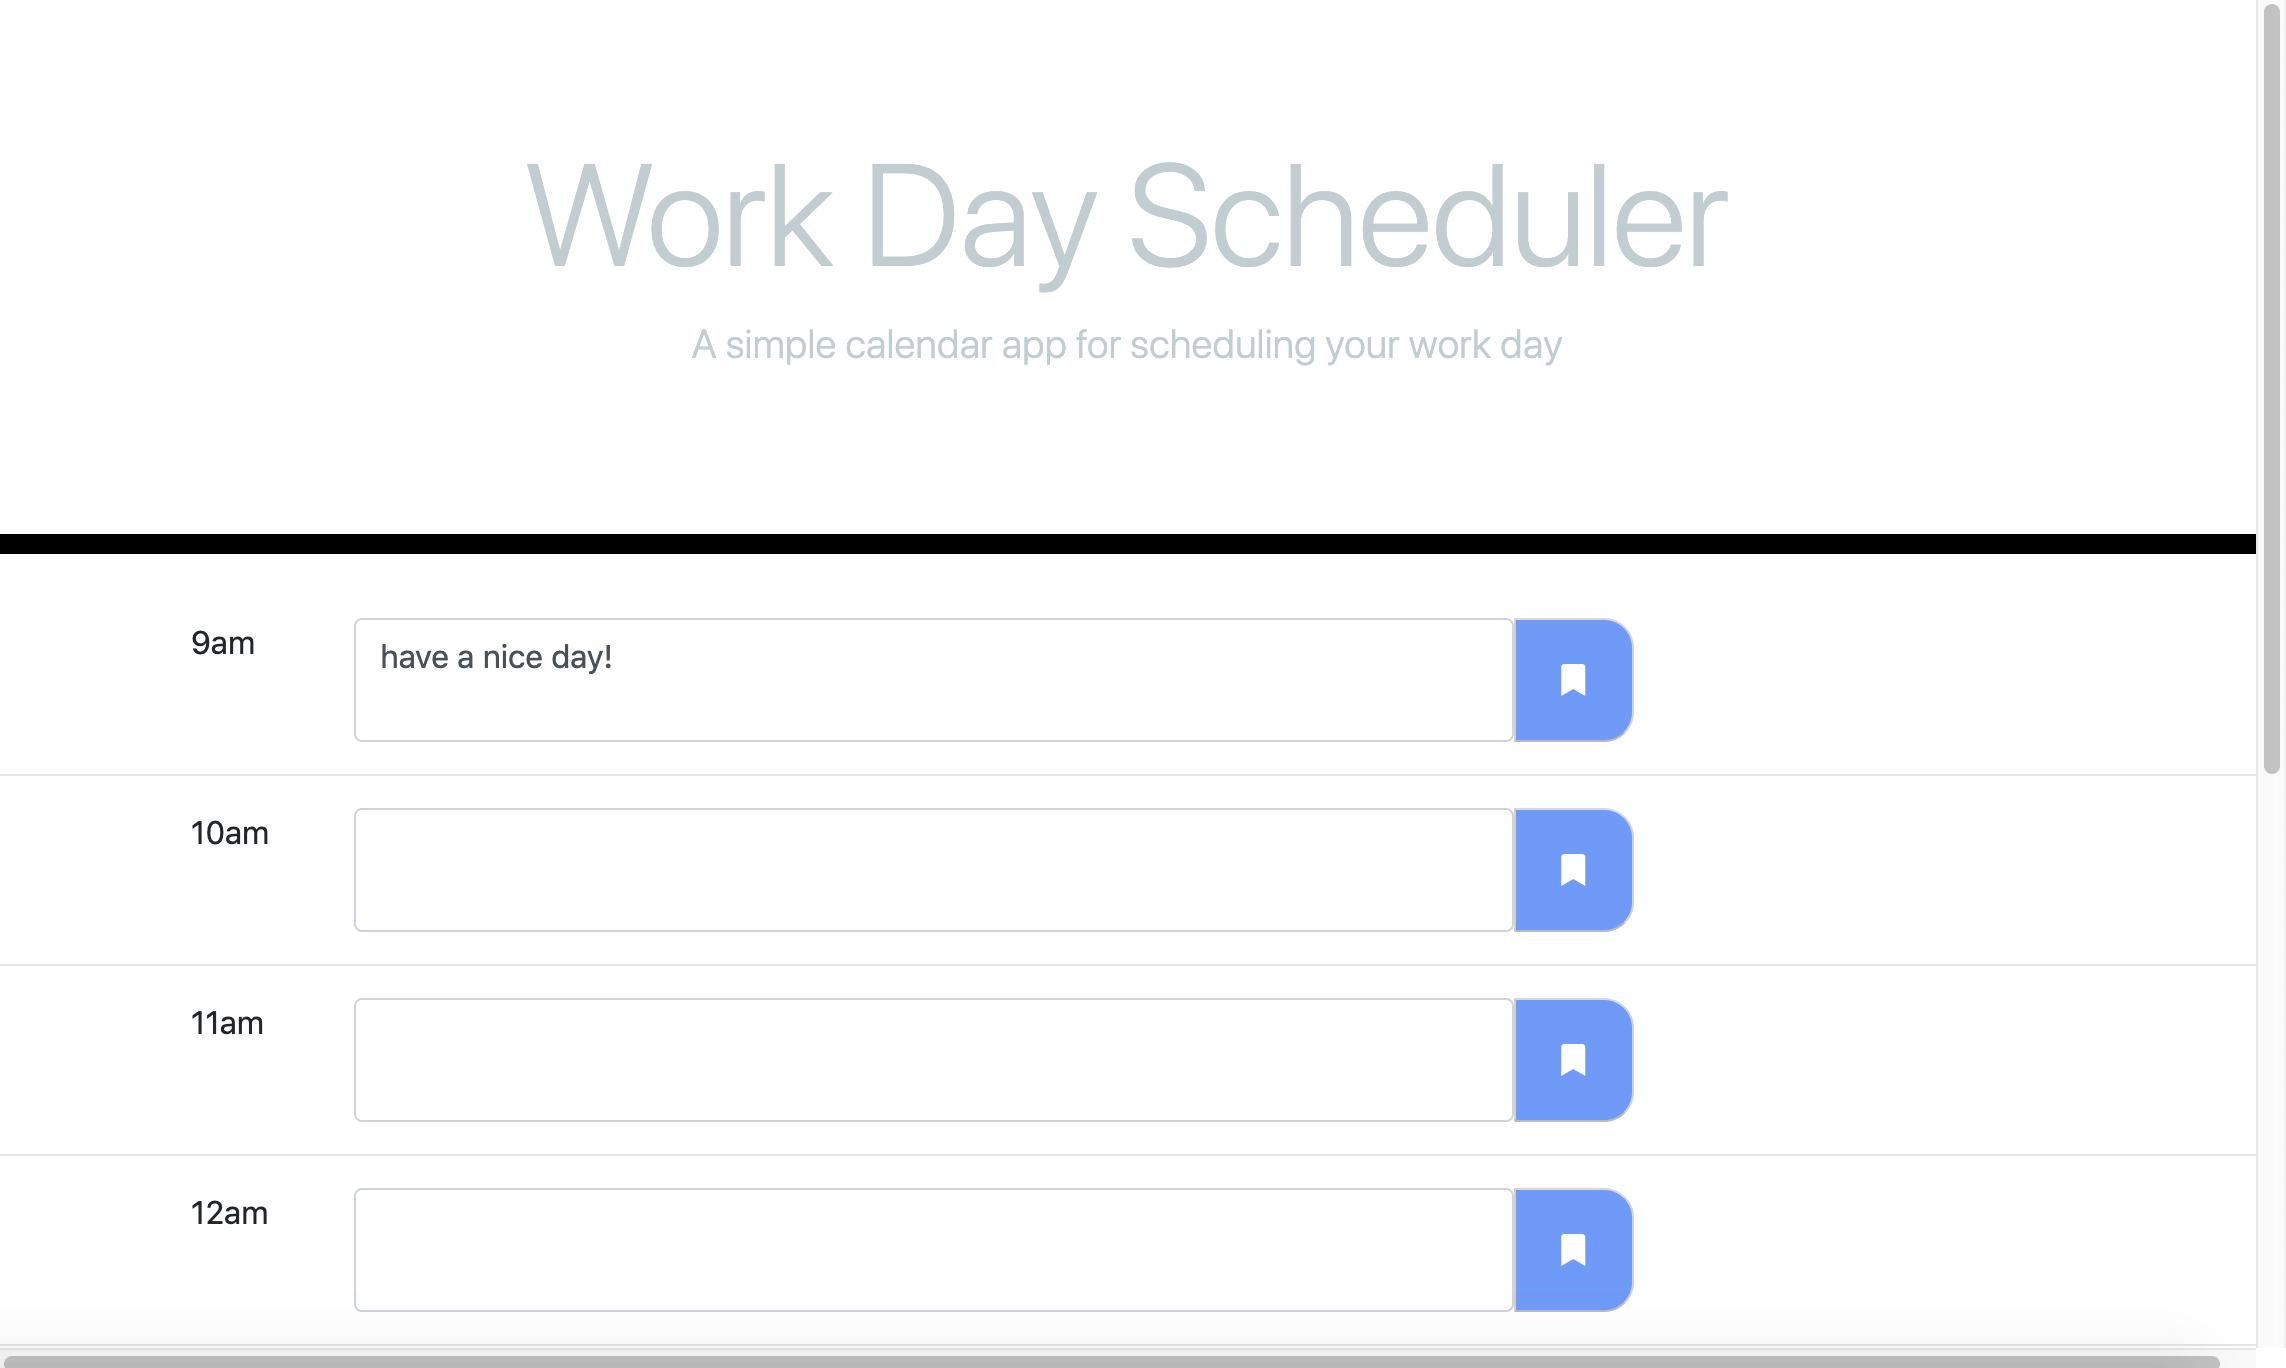 Work Day Scheduler
A simple calendar app for scheduling your work day
9am
have a nice day!
10am
11am
12am